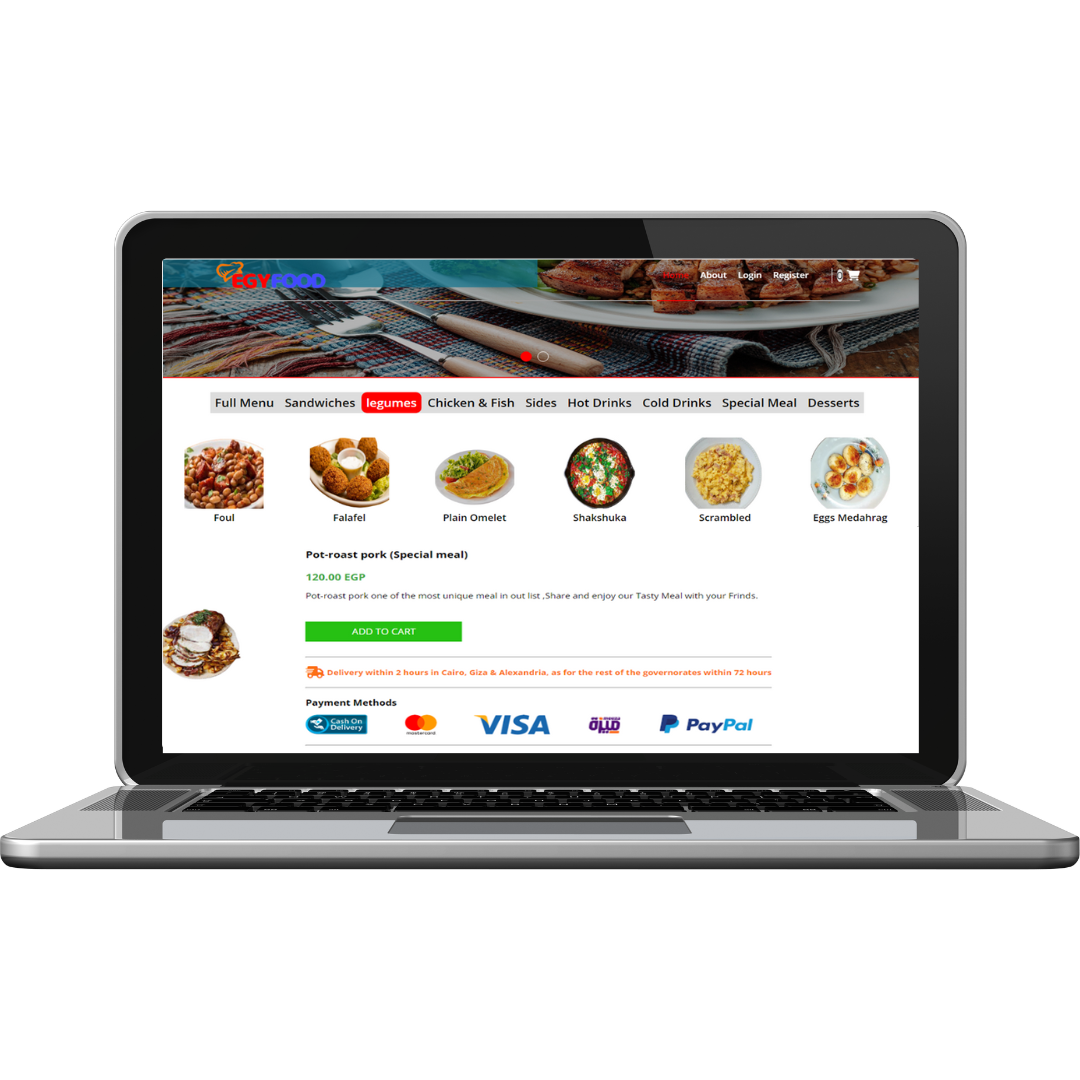 EGYFOOD
Home About Login Register
Full Menu Sandwiches legumes Chicken & Fish Sides Hot Drinks Cold Drinks Special Meal Desserts
Foul Falafel Plain Omelet Shakshuka Scrambled Eggs Medahrag
Pot-roast pork (Special meal)
120.00 EGP
Pot-roast pork one of the most unique meal in out list ,Share and enjoy our Tasty Meal with your Frinds.
ADD TO CART
Delivery within 2 hours in Cairo, Giza & Alexandria, as for the rest of the governorates within 72 hours
Payment Methods
Cash On
Delivery
mastercard
VISA
PayPal